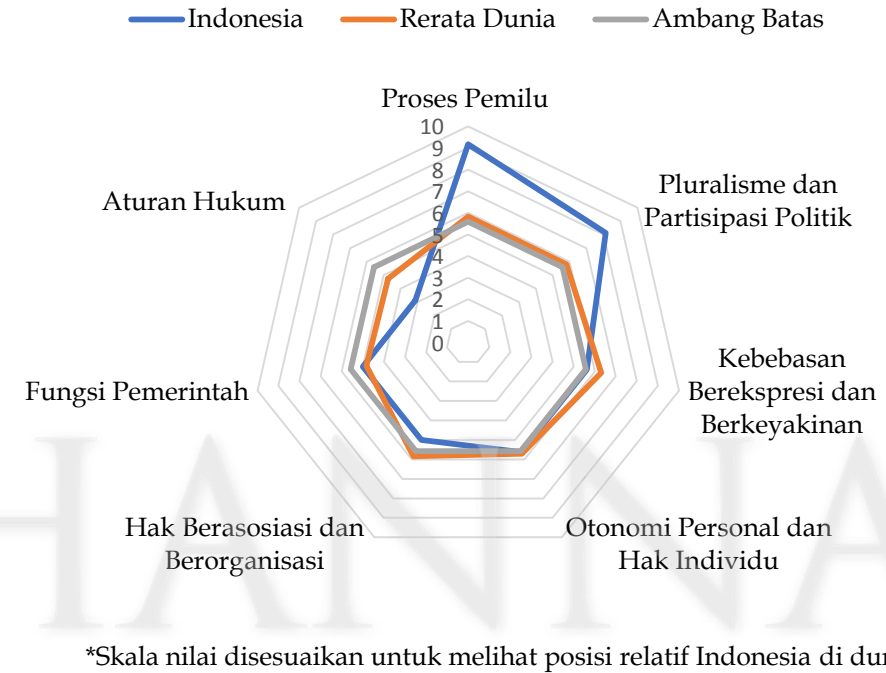 Indonesia Rerata Dunia Ambang Batas
Proses Pemilu
10
9
8
7
6
5
4
3
2
1
0
Pluralisme dan
Partisipasi Politik
Kebebasan
Berekspresi dan
Berkeyakinan
Otonomi Personal dan
Hak Individu
Hak Berasosiasi dan
Berorganisasi
Fungsi Pemerintah
Aturan Hukum
HANNA
*Skala nilai disesuaikan untuk melihat posisi relatif Indonesia di